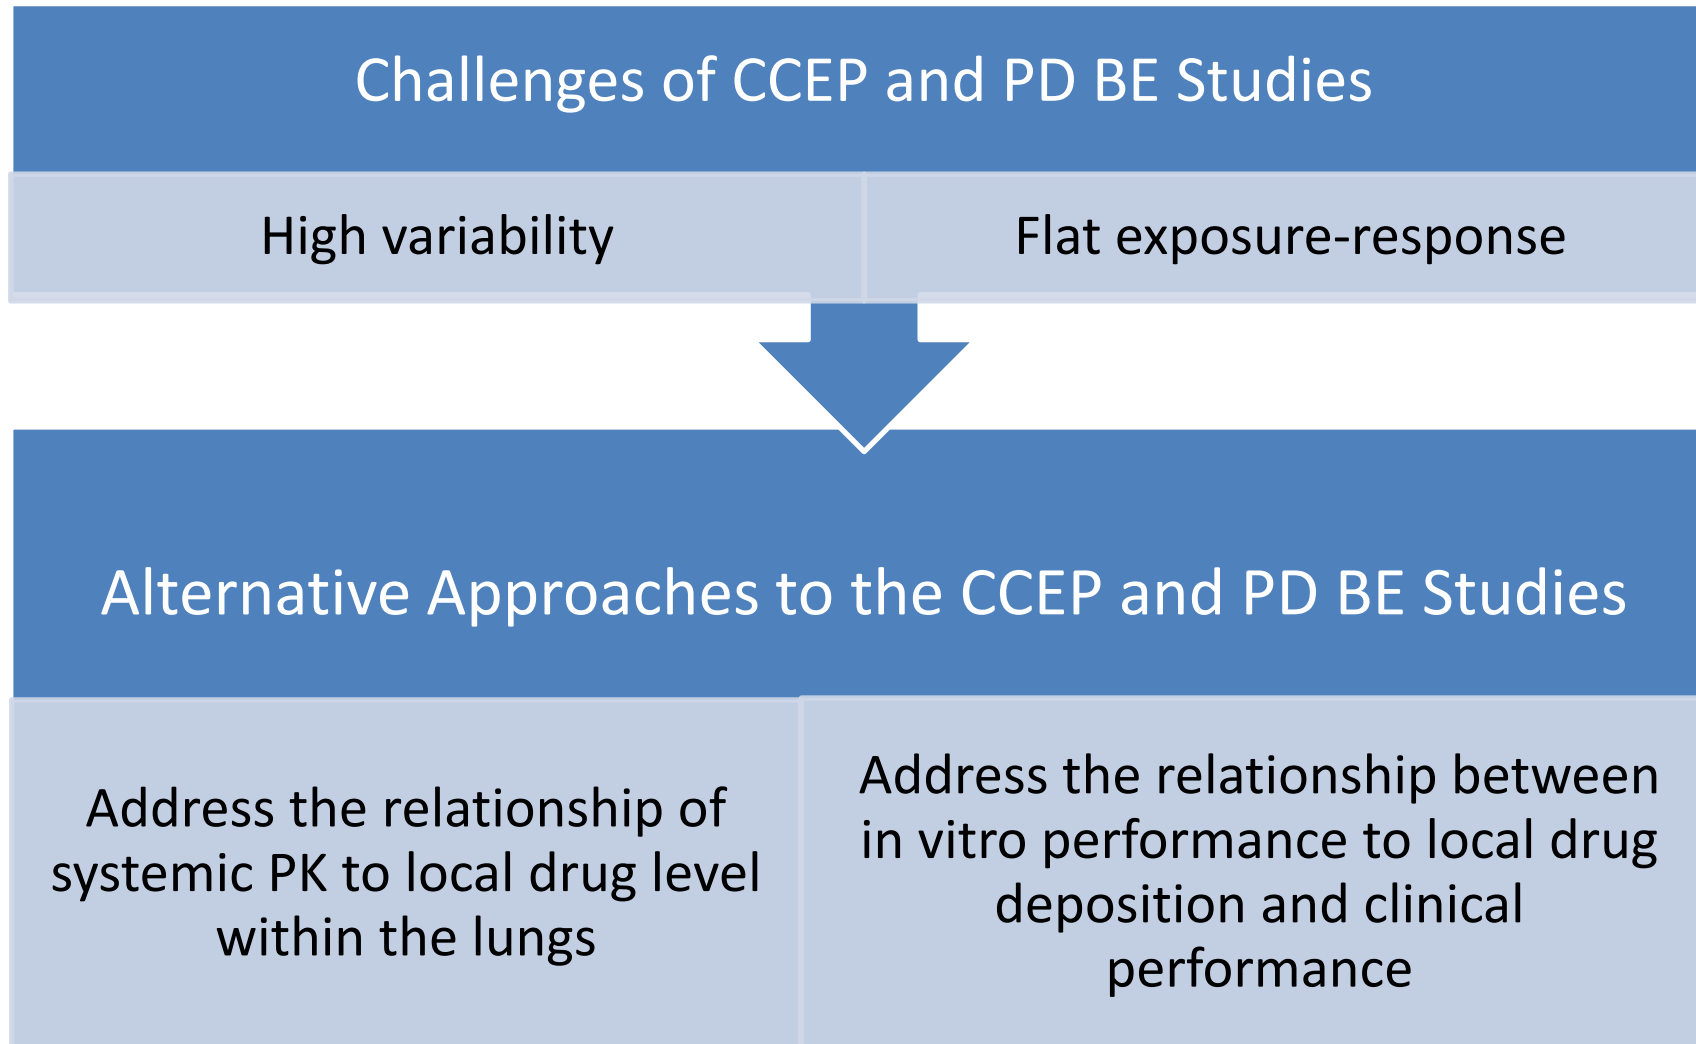 Challenges of CCEP and PD BE Studies
High variability
Flat exposure-response
Alternative Approaches to the CCEP and PD BE Studies
Address the relationship of
systemic PK to local drug level
within the lungs
Address the relationship between
in vitro performance to local drug
deposition and clinical
performance